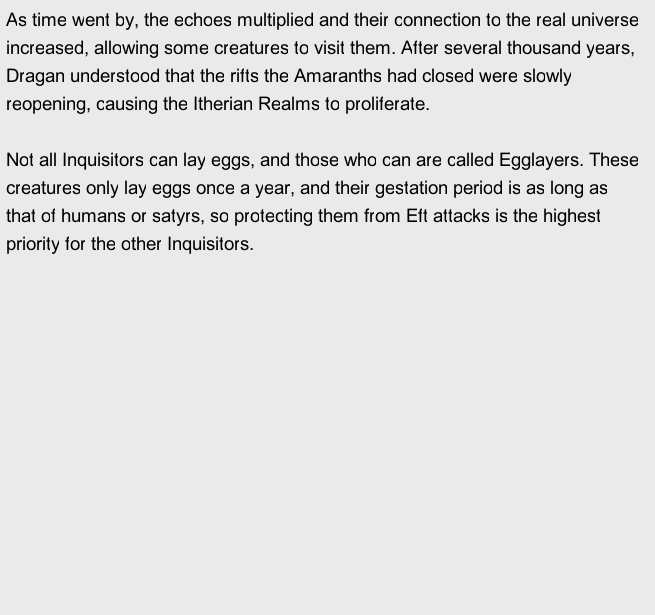 As time went by, the echoes multiplied and their connection to the real universe
increased, allowing some creatures to visit them. After several thousand years,
Dragan understood that the rifts the Amaranths had closed were slowly
reopening, causing the Itherian Realms to proliferate.

Not all Inquisitors can lay eggs, and those who can are called Egglayers. These
creatures only lay eggs once a year, and their gestation period is as long as
that of humans or satyrs, so protecting them from Eft attacks is the highest
priority for the other Inquisitors.